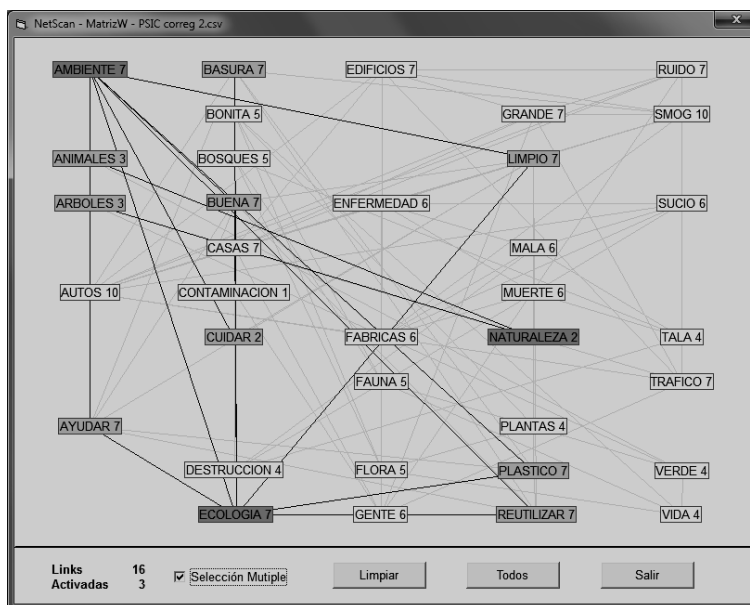 NetScan - MatrizW - PSIC correg 2.csv
X
AMBIENTE 7
BASURA 7
EDIFICIOS 7
RUIDO 7
BONITA 5
GRANDE 7
SMOG 10
ANIMALES 3
BOSQUES 5
LIMPIO 7
ARBOLES 3
BUENA 7
ENFERMEDAD 6
SUCIO 6
CASAS 7
MALA 6
AUTOS 10
CONTAMINACION 1
MUERTE 6
CUIDAR 2
FABRICAS 6
NATURALEZA 2
TALA 4
FAUNA 5
TRAFICO 7
AYUDAR 7
PLANTAS 4
DESTRUCCION 4
FLORA 5
PLASTICO 7
VERDE 4
ECOLOGIA 7
GENTE 6
REUTILIZAR 7
VIDA 4
Links 16
Activadas 3
Selección Mutiple
Limpiar
Todos
Salir